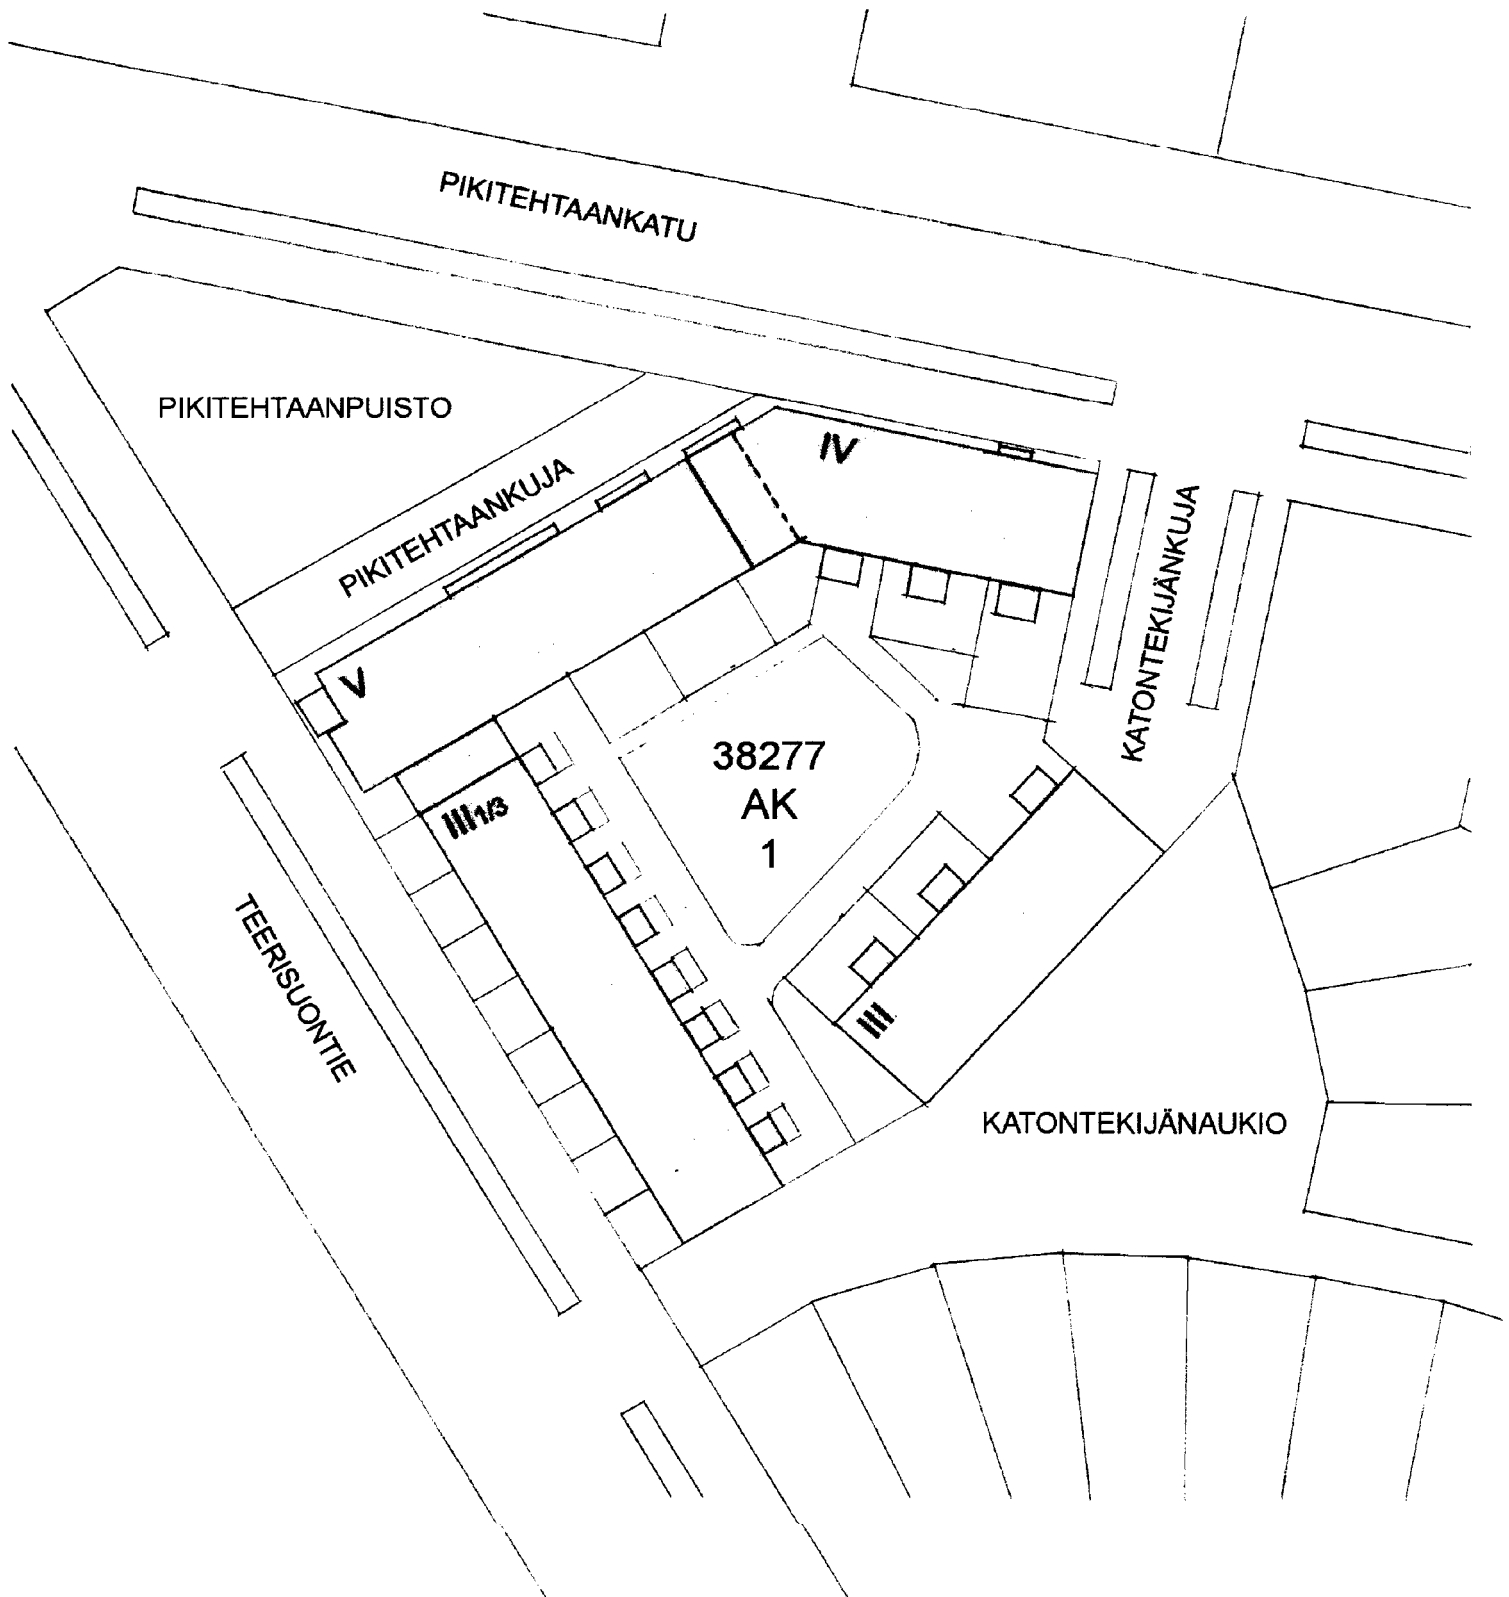 PIKITEHTAANKATU
PIKITEHTAANPUISTO
IV
PIKITEHTAANKUJA
KATONTEKIJÄNKUJA
V
38277
AK
1
III1/3
TEERISUONTIE
III
KATONTEKIJÄNAUKIO